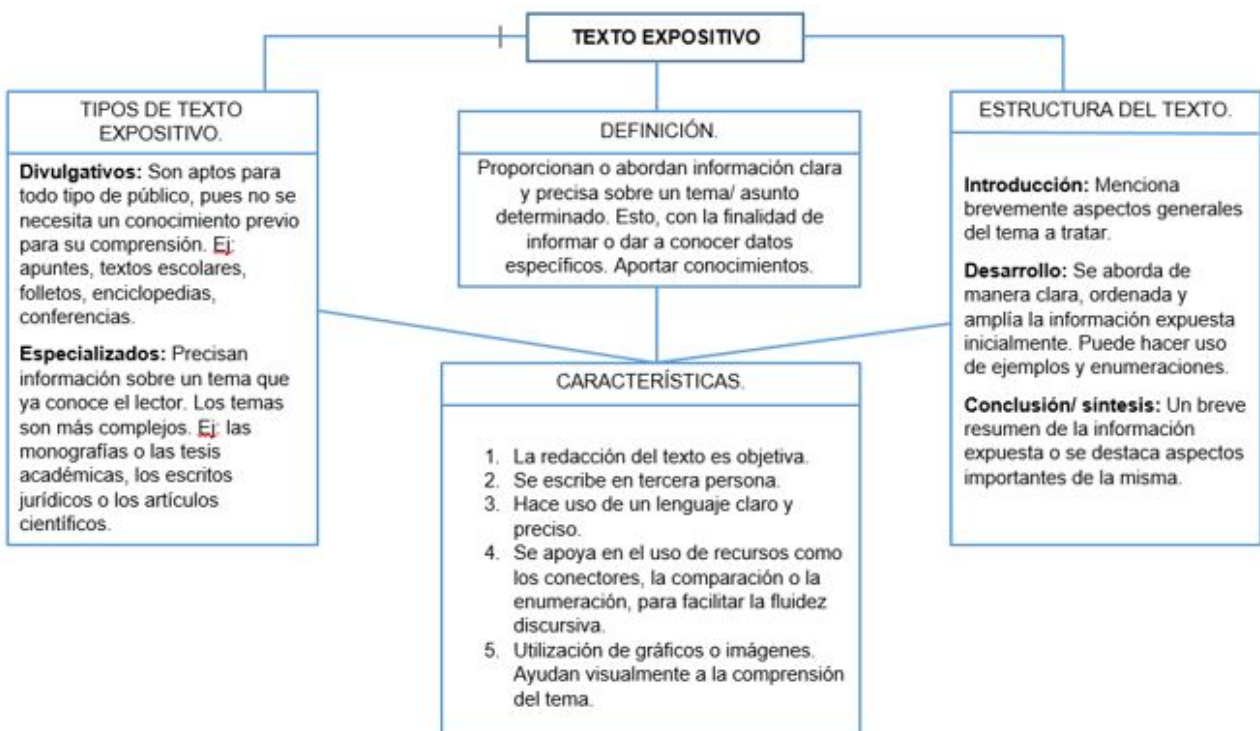 TEXTO EXPOSITIVO
TIPOS DE TEXTO
EXPOSITIVO.
Divulgativos: Son aptos para
todo tipo de público, pues no se
necesita un conocimiento previo
para su comprensión. Ej:
apuntes, textos escolares,
folletos, enciclopedias,
conferencias.
Especializados: Precisan
información sobre un tema que
ya conoce el lector. Los temas
son más complejos. Ej: las
monografías o las tesis
académicas, los escritos
jurídicos o los artículos
científicos.
DEFINICIÓN.
Proporcionan o abordan información clara
y precisa sobre un tema/ asunto
determinado. Esto, con la finalidad de
informar o dar a conocer datos
específicos. Aportar conocimientos.
ESTRUCTURA DEL TEXTO.
Introducción: Menciona
brevemente aspectos generales
del tema a tratar.
Desarrollo: Se aborda de
manera clara, ordenada y
amplía la información expuesta
inicialmente. Puede hacer uso
de ejemplos y enumeraciones.
Conclusión/ síntesis: Un breve
resumen de la información
expuesta o se destaca aspectos
importantes de la misma.
CARACTERÍSTICAS.
1. La redacción del texto es objetiva.
2. Se escribe en tercera persona.
3. Hace uso de un lenguaje claro y
preciso.
4. Se apoya en el uso de recursos como
los conectores, la comparación o la
enumeración, para facilitar la fluidez
discursiva.
5. Utilización de gráficos o imágenes.
Ayudan visualmente a la comprensión
del tema.